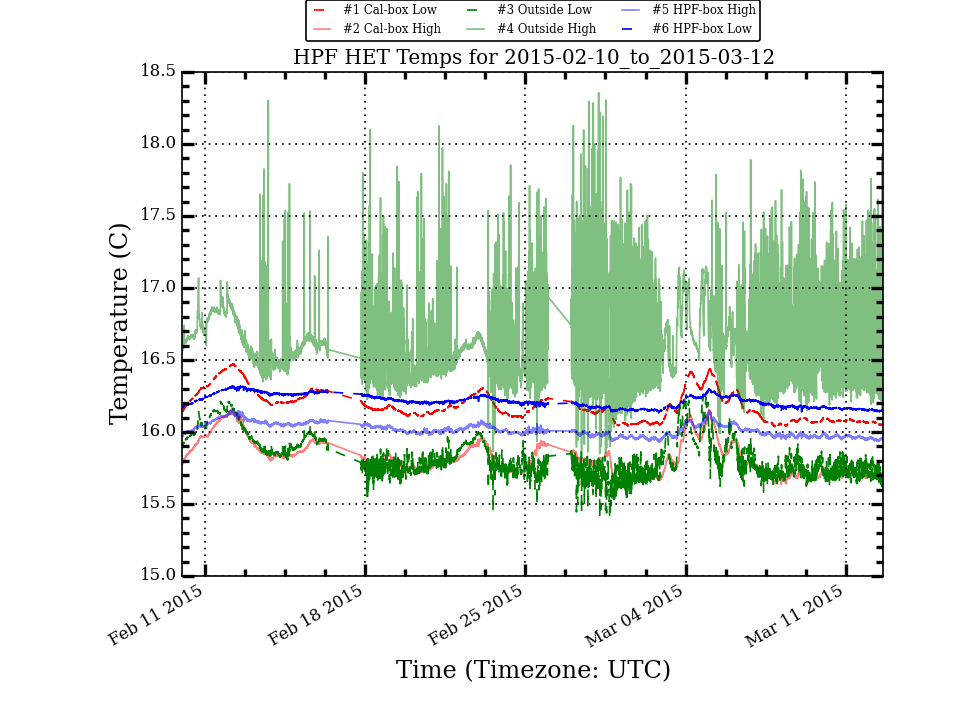 #1 Cal-box Low #3 Outside Low #5 HPF-box High
#2 Cal-box High #4 Outside High #6 HPF-box Low
HPF HET Temps for 2015-02-10_to_2015-03-12
18.5
18.0
17.5
17.0
16.5
16.0
15.5
15.0
Temperature (C)
Feb 11 2015
Feb 18 2015
Feb 25 2015
Mar 04 2015
Mar 11 2015
Time (Timezone: UTC)